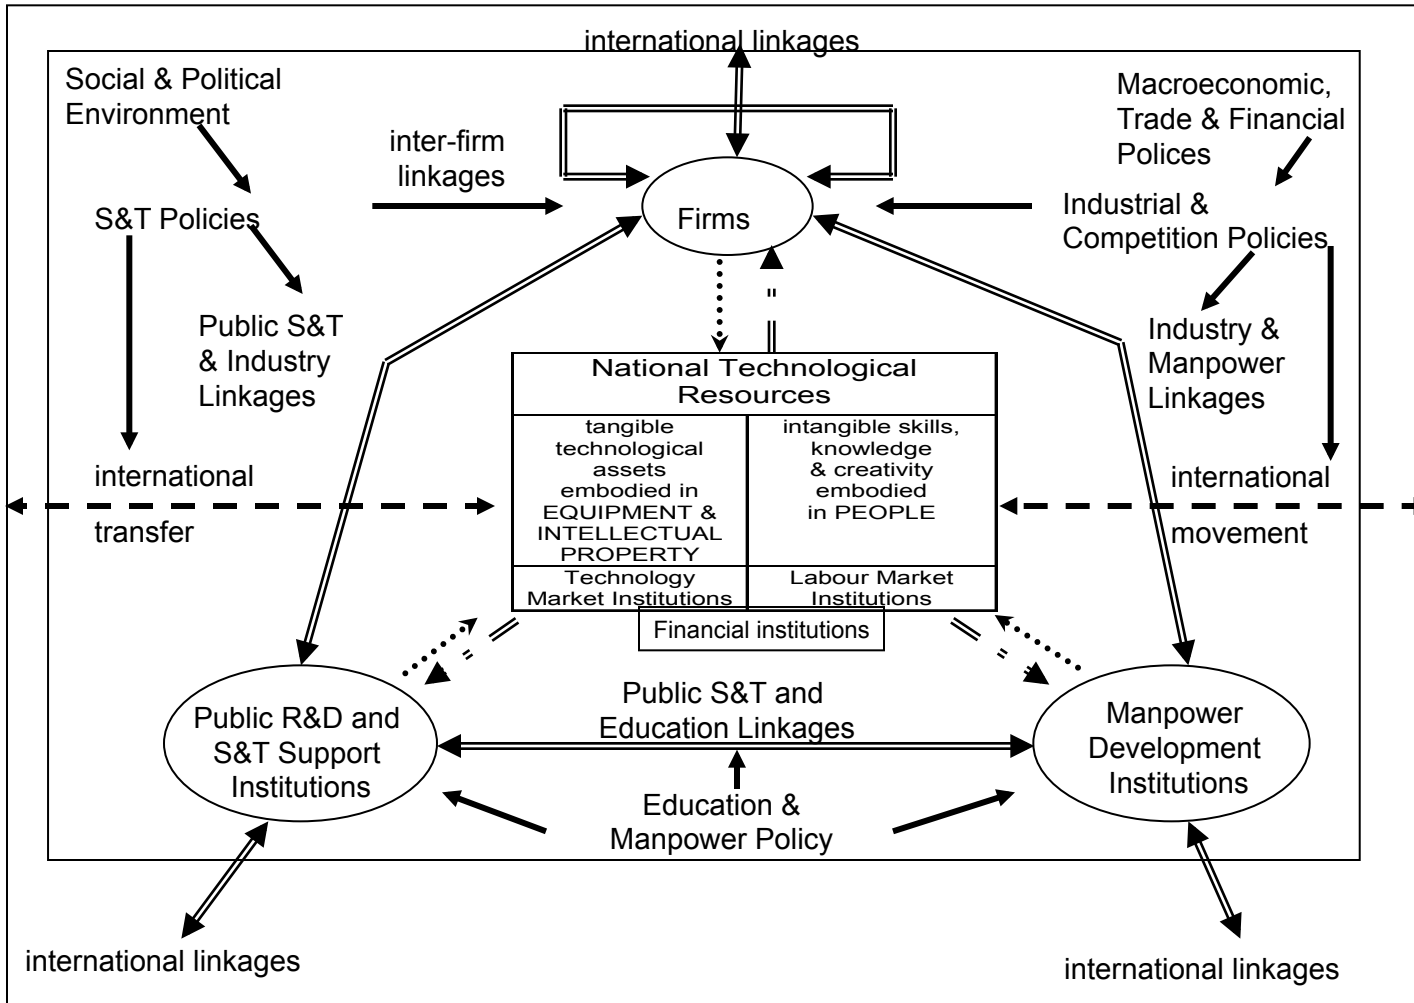 international linkages
Social & Political
Environment
Macroeconomic,
Trade & Financial
Polices
inter-firm
linkages
S&T Policies
Firms
Industrial &
Competition Policies
Public S&T
& Industry
Linkages
Industry &
Manpower
Linkages
National Technological
Resources
tangible
technological
assets
embodied in
EQUIPMENT &
INTELLECTUAL
PROPERTY
intangible skills,
knowledge
& creativity
embodied
in PEOPLE
international
transfer
international
movement
Technology
Market Institutions
Labour Market
Institutions
Financial institutions
Public R&D and
S&T Support
Institutions
Public S&T and
Education Linkages
Manpower
Development
Institutions
Education &
Manpower Policy
international linkages
international linkages